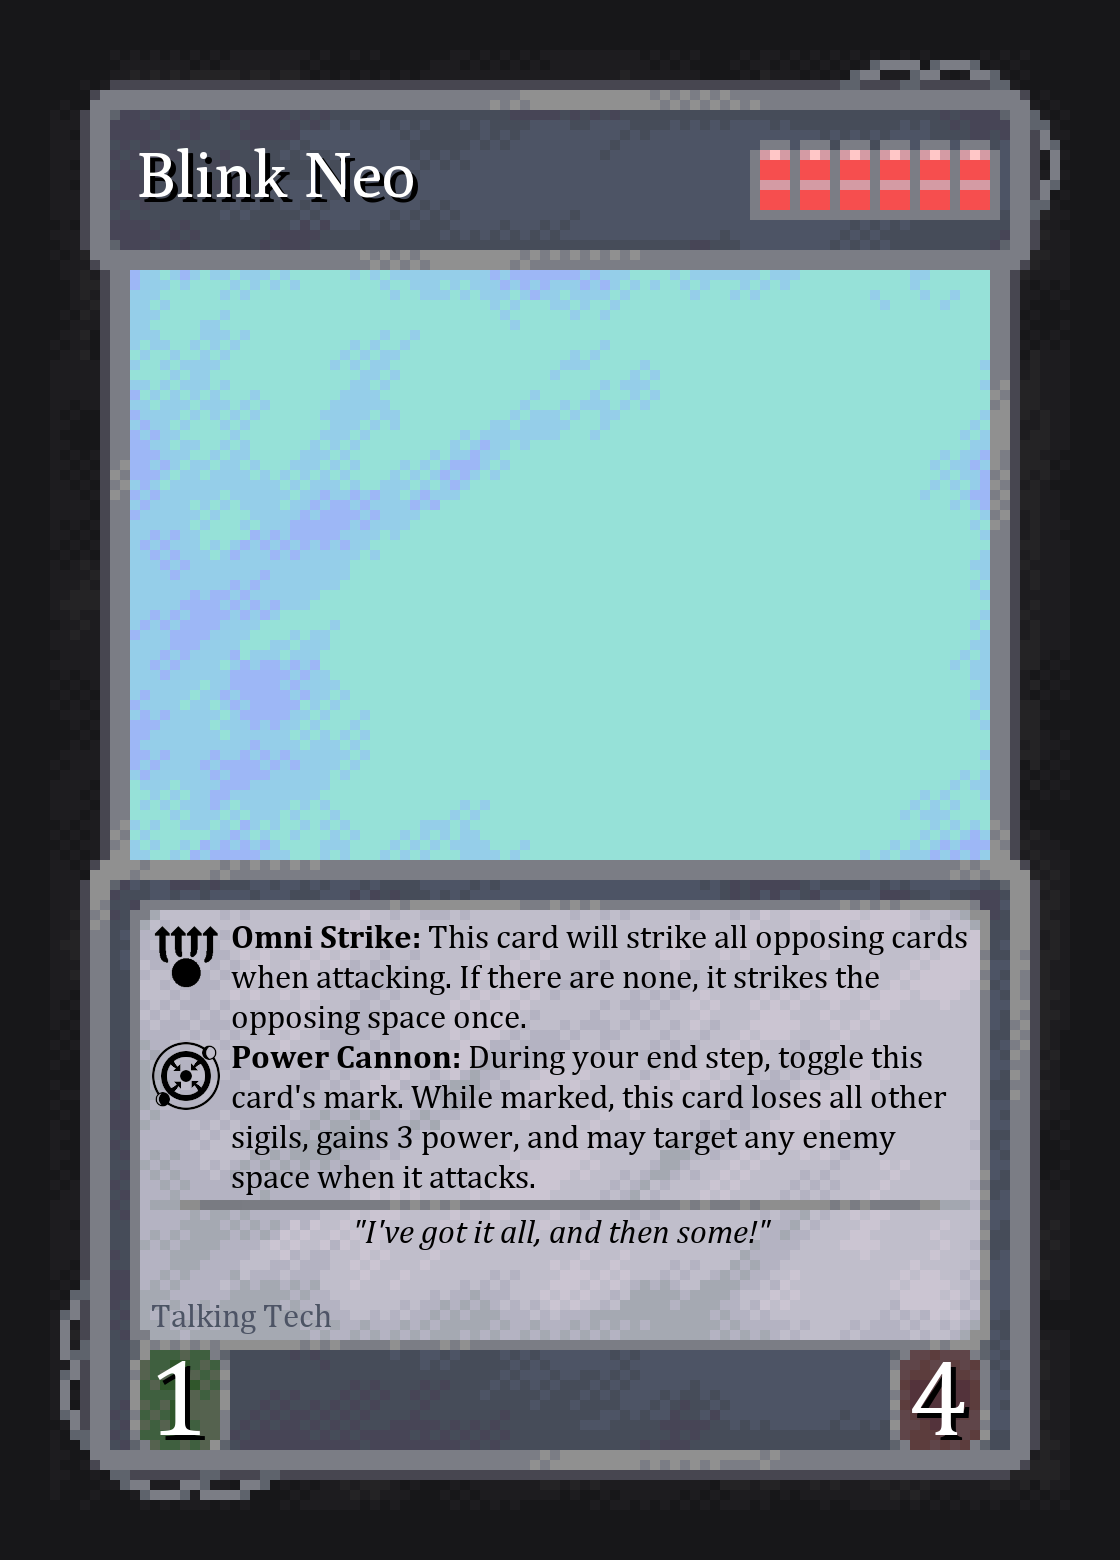 Blink Neo
Omni Strike: This card will strike all opposing cards
when attacking. If there are none, it strikes the
opposing space once.
Power Cannon: During your end step, toggle this
card's mark. While marked, this card loses all other
sigils, gains 3 power, and may target any enemy
space when it attacks.
"I've got it all, and then some!"
Talking Tech
1
4